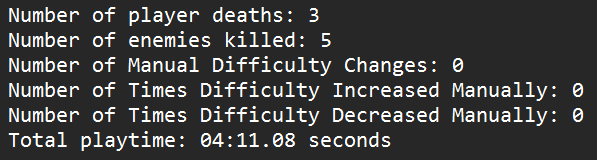 Number of player deaths: 3
Number of enemies killed: 5
Number of Manual Difficulty Changes: 0
Number of Times Difficulty Increased Manually: 0
Number of Times Difficulty Decreased Manually: 0
Total playtime: 04:11.08 seconds